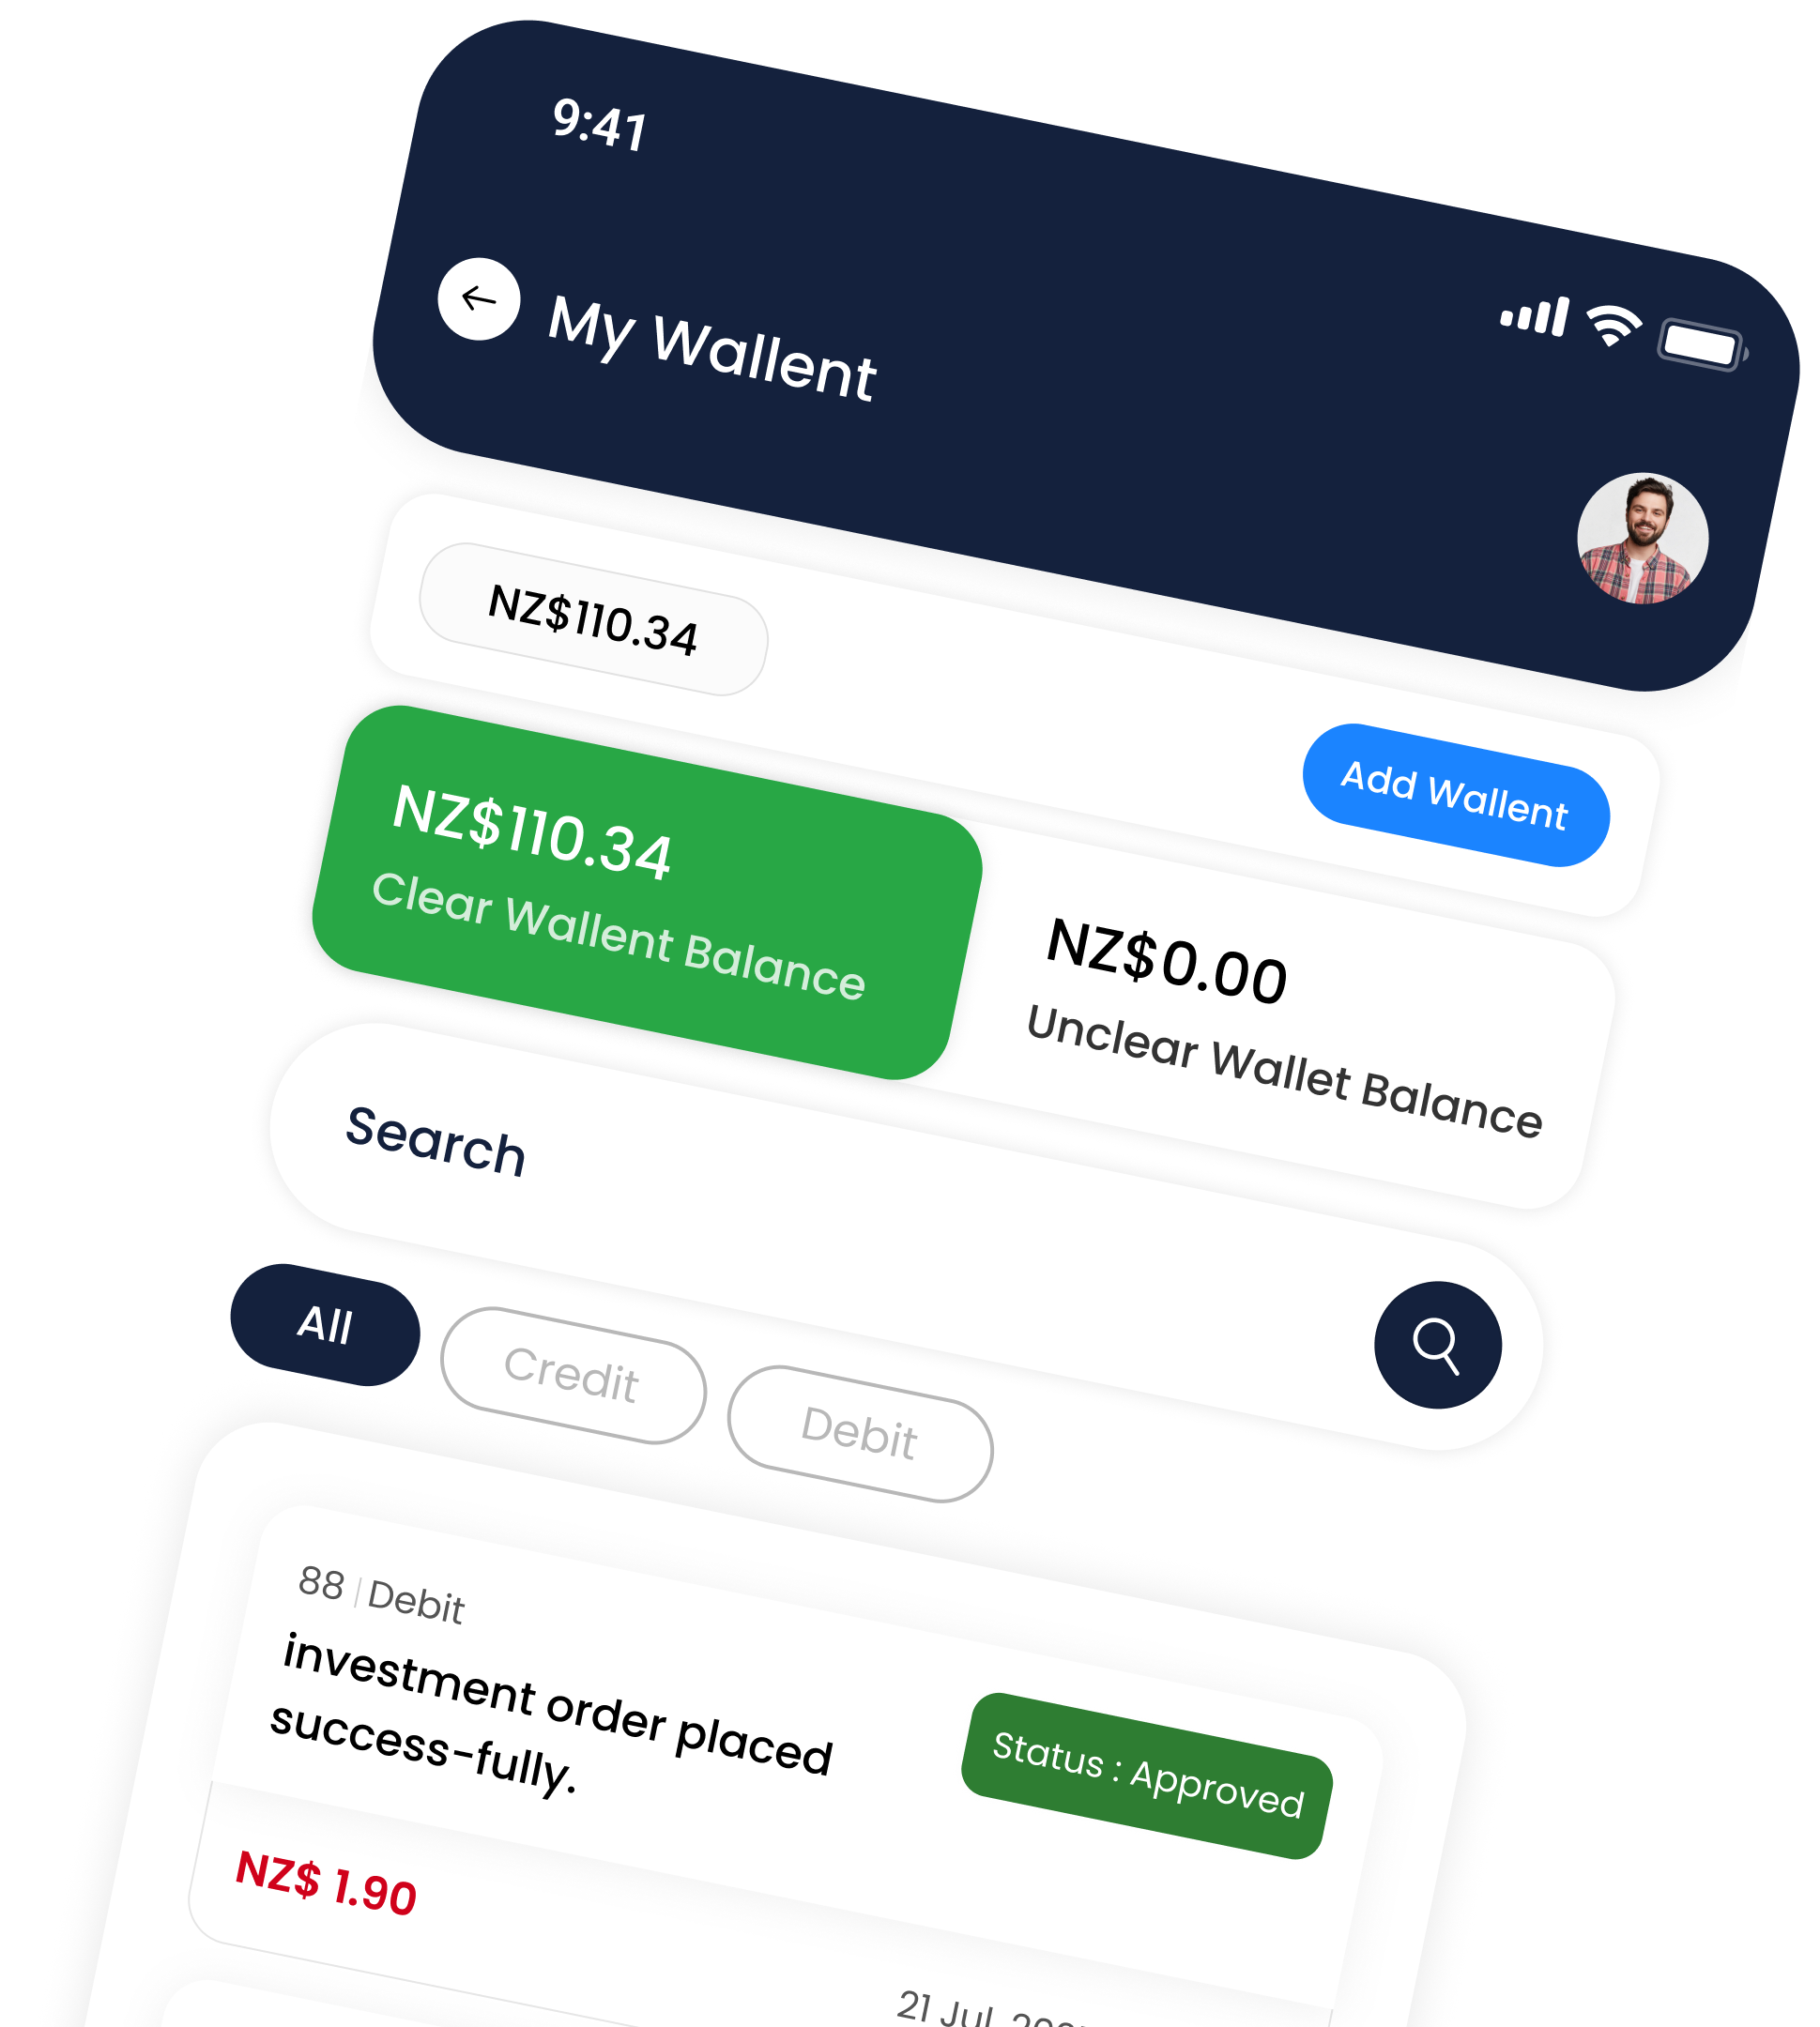 9:41
My Wallent
NZ$110.34
Add Wallent
NZ$110.34
Clear Wallent Balance
NZ$0.00
Unclear Wallet Balance
Search
All
Credit
Debit
88 | Debit
investment order placed
success-fully.
Status : Approved
NZ$ 1.90
21 Jul,